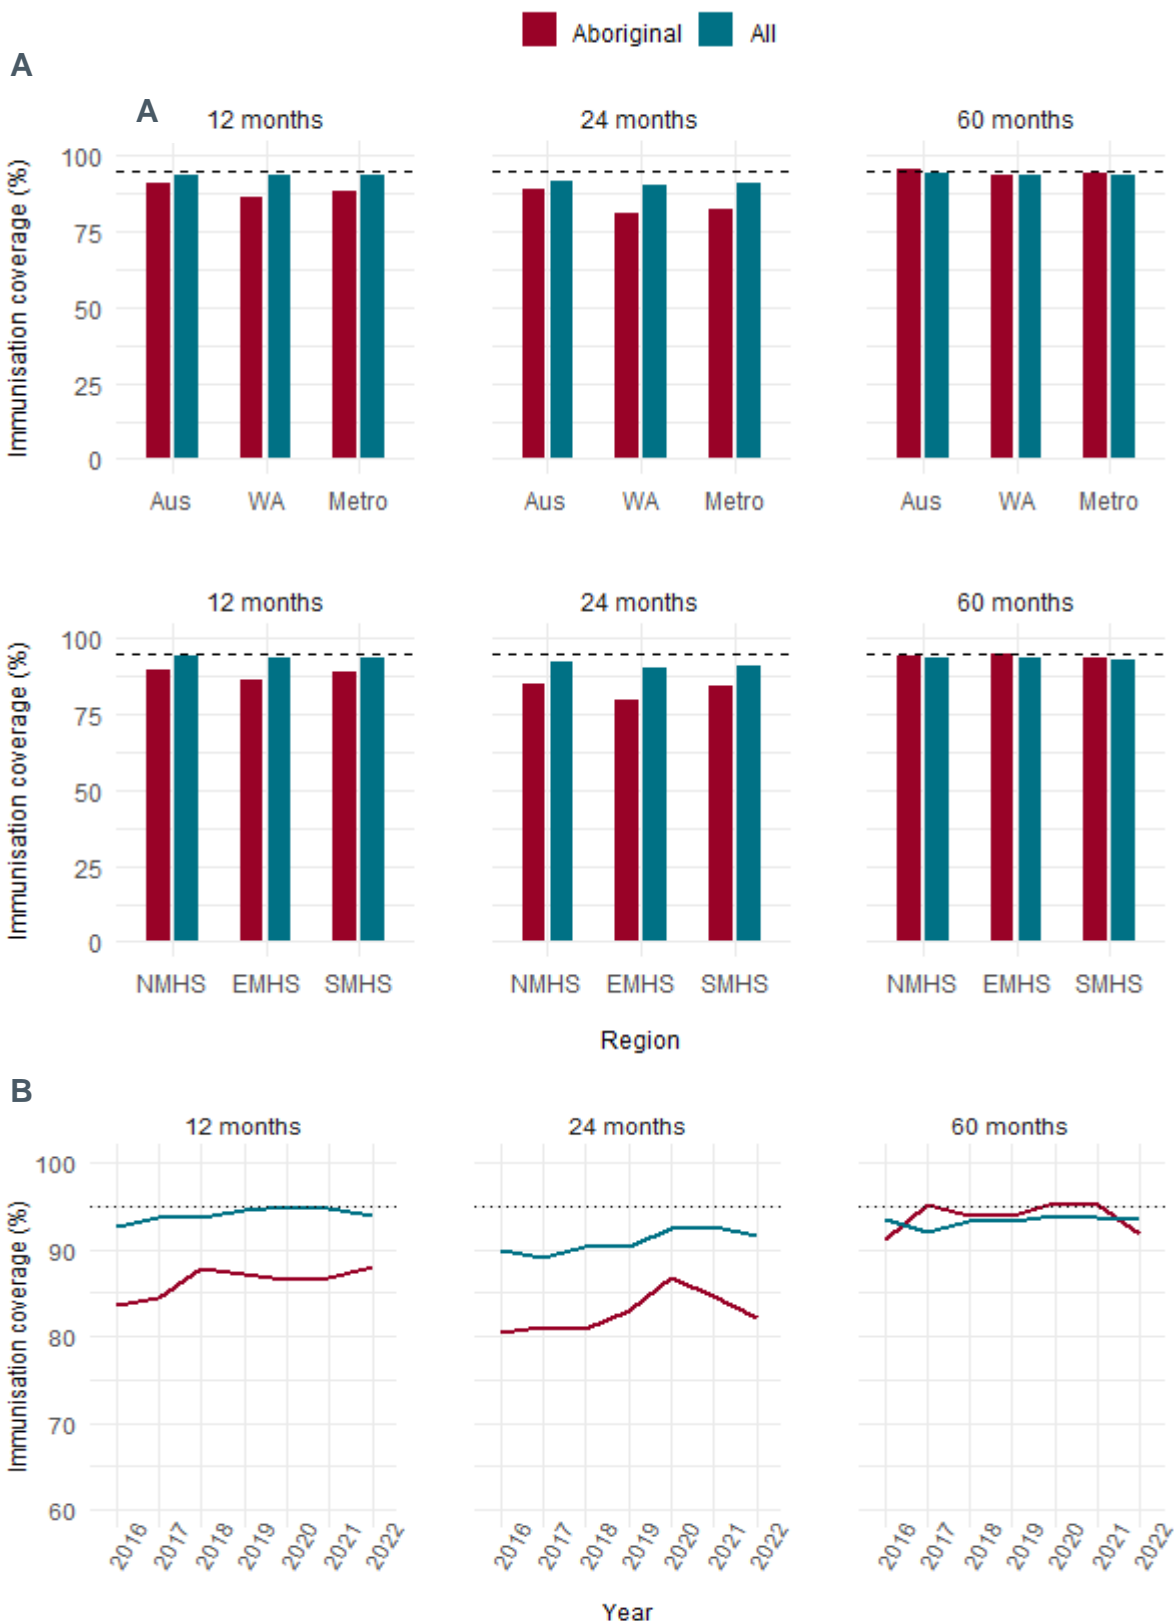 Aboriginal All
A
A
12 months 24 months 60 months
Immunisation coverage (%)
100
75
50
25
0
Aus WA Metro Aus WA Metro Aus WA Metro
12 months 24 months 60 months
Immunisation coverage (%)
100
75
50
25
0
NMHS EMHS SMHS NMHS EMHS SMHS NMHS EMHS SMHS
Region
B
12 months 24 months 60 months
Immunisation coverage (%)
100
90
80
70
60
2016 2017 2018 2019 2020 2021 2022 2016 2017 2018 2019 2020 2021 2022 2016 2017 2018 2019 2020 2021 2022
Year